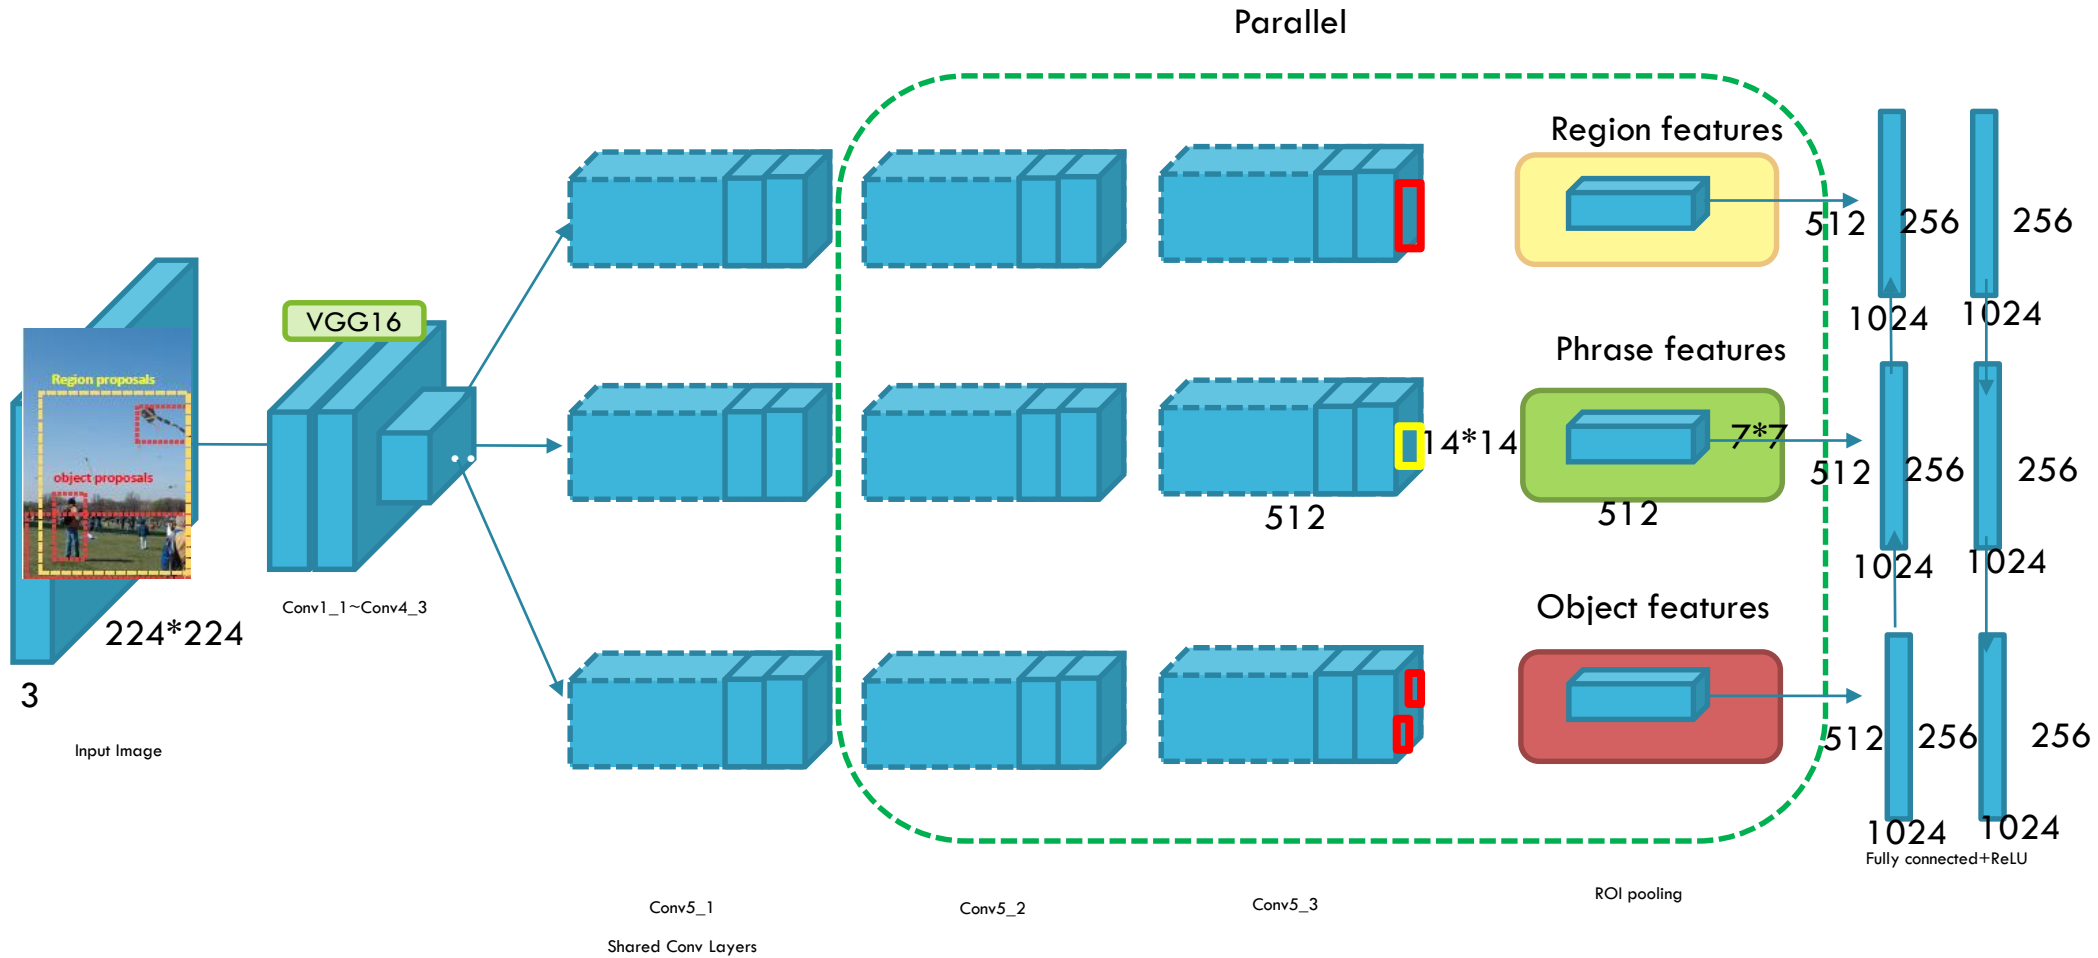 Parallel
Region features
512
256
256
1024
1024
VGG16
Region proposals
object proposals
Phrase features
14*14
7*7
512
256
256
512
512
1024
1024
Conv1_1~Conv4_3
224*224
3
Input Image
Object features
512
256
256
1024
1024
Fully connected+ReLU
ROI pooling
Conv5_1
Conv5_2
Conv5_3
Shared Conv Layers